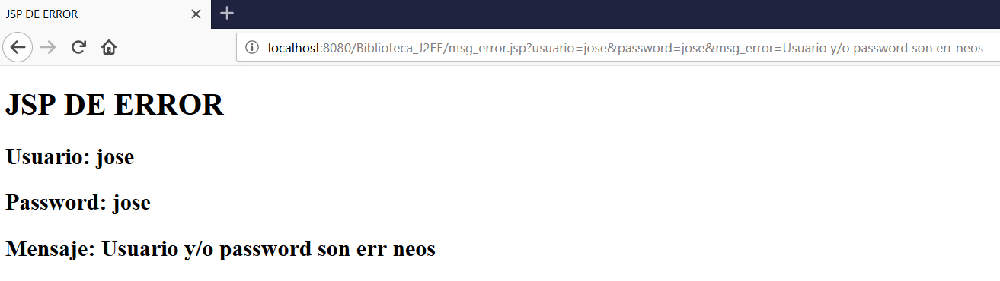 JSP DE ERROR
localhost:8080/Biblioteca_J2EE/msg_error.jsp?usuario=jose&password=jose&msg_error=Usuario y/o password son err neos
JSP DE ERROR
Usuario: jose
Password: jose
Mensaje: Usuario y/o password son err neos